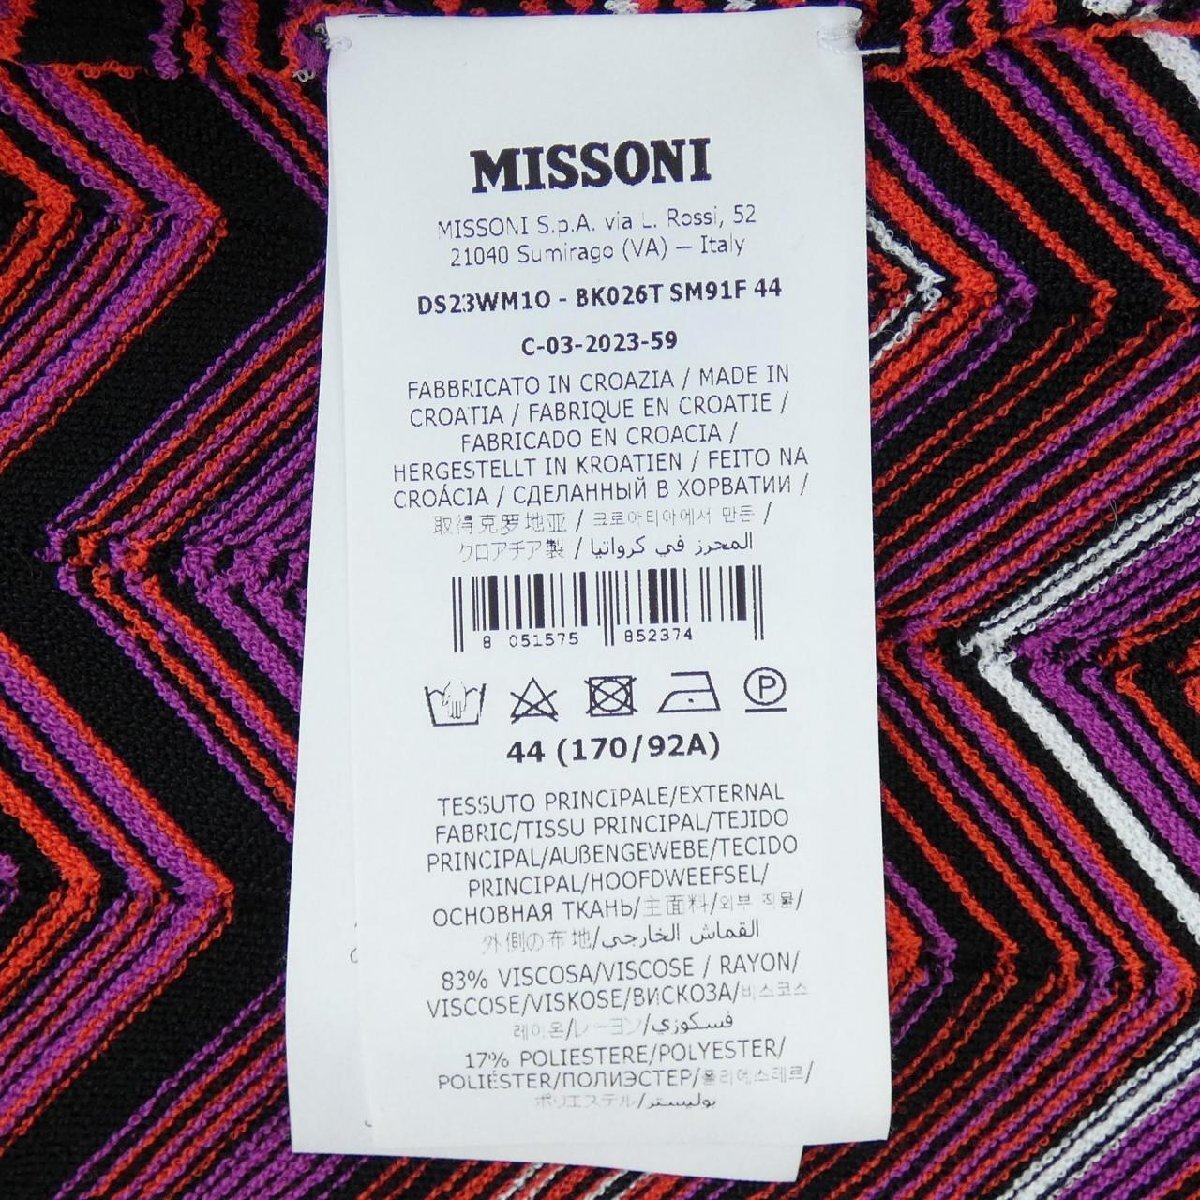 MISSONI
MISSONI S.p.A. via L. Rossi, 52
21040 Sumirago (VA) – Italy
DS23WM1O - BK026T SM91F 44
C-03-2023-59
FABBRICATO IN CROAZIA / MADE IN
CROATIA / FABRIQUE EN CROATIE /
FABRICADO EN CROACIA /
HERGESTELLT IN KROATIEN / FEITO NA
CROÁCIA / СДЕЛАННЫЙ В ХОРВАТИИ /
取得克罗地亚 / 크로아티아에서 만든 /
クロアチア製 / المحرز في كرواتيا
8 051575 852374
P
44 (170/92A)
TESSUTO PRINCIPALE/EXTERNAL
FABRIC/TISSU PRINCIPAL/TEJIDO
PRINCIPAL/AUßENGEWEBE/TECIDO
PRINCIPAL/HOOFDWEEFSEL/
ОСНОВНАЯ ТКАНЬ/主面料/외부 직물/
外側の布地/القماش الخارجي
83% VISCOSA/VISCOSE / RAYON/
VISCOSE/VISKOSE/ВИСКОЗА/비스코스
레이온/レーヨン/فسكوزي
17% POLIESTERE/POLYESTER/
POLIÉSTER/ПОЛИЭСТЕР/폴리에스테르/
ポリエステル/بوليستر